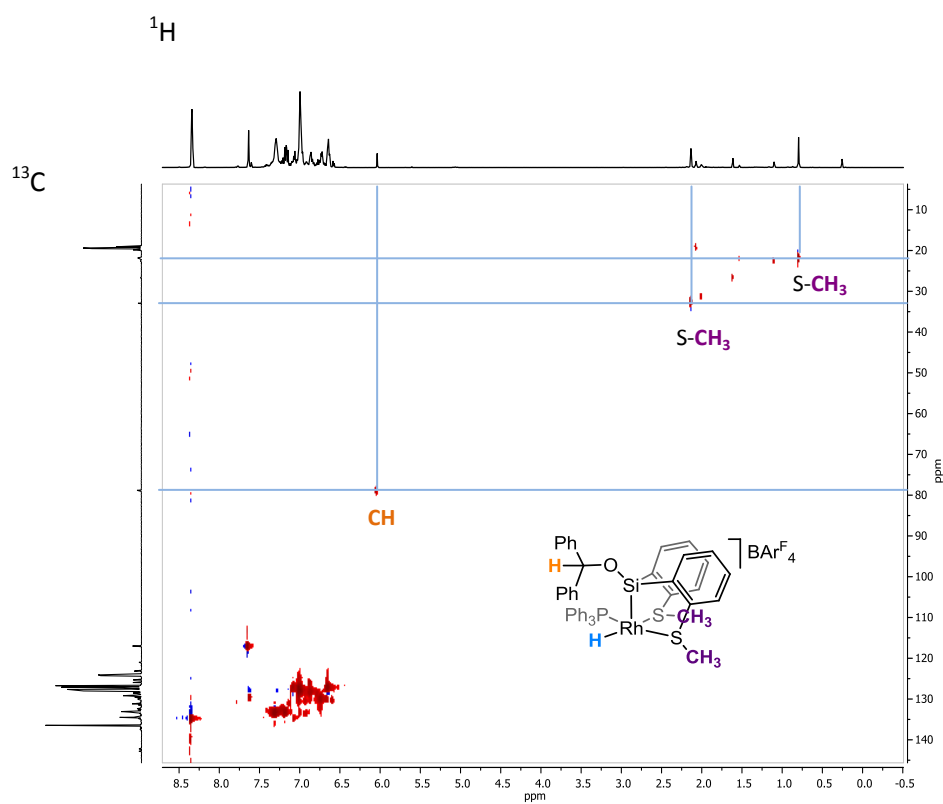 ¹H
¹³C
10
20
30
40
50
60
70
80
90
100
110
120
130
140
ppm
S-CH₃
S-CH₃
CH
Ph
H
O
Ph
Si
BArF₄
Ph₃P
S
CH₃
Rh
H
S
CH₃
8.5 8.0 7.5 7.0 6.5 6.0 5.5 5.0 4.5 4.0 3.5 3.0 2.5 2.0 1.5 1.0 0.5 0.0 -0.5
ppm